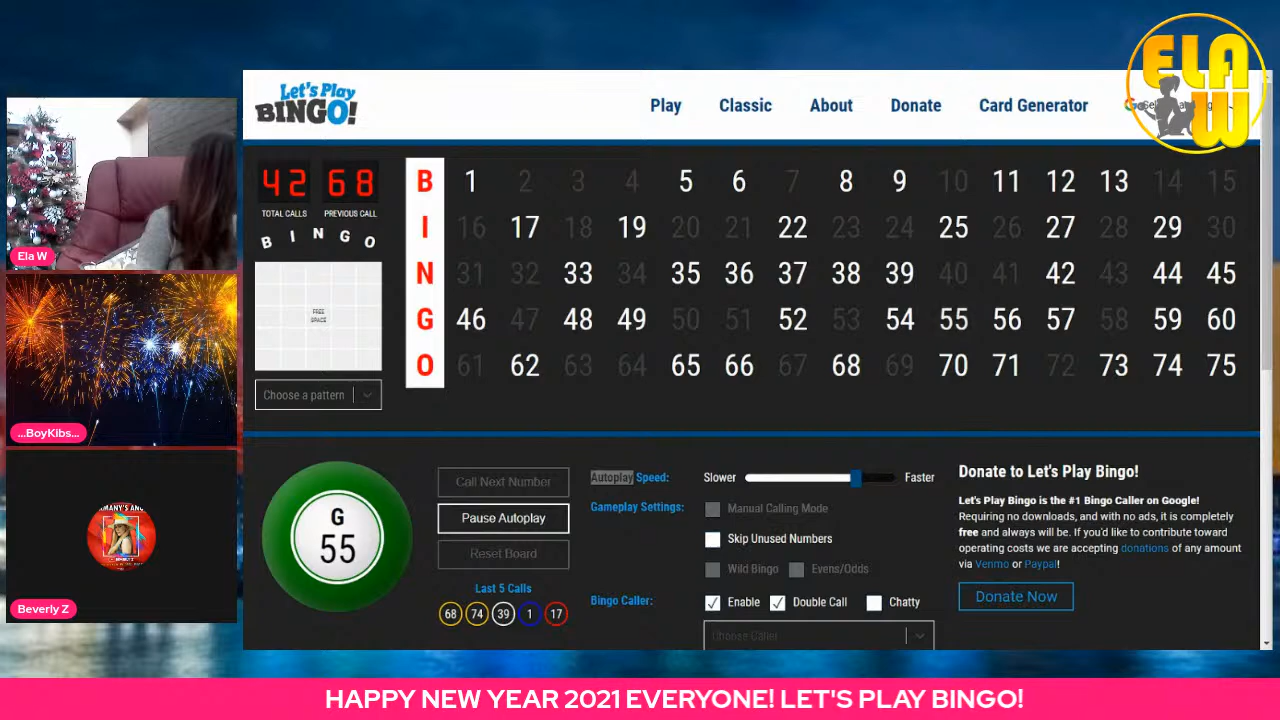 ELA
W
Let's Play
BINGO!
Play Classic About Donate Card Generator
42 68
TOTAL CALLS PREVIOUS CALL
B I N G O
FREE
SPACE
Choose a pattern
B 1 2 3 4 5 6 7 8 9 10 11 12 13 14 15
I 16 17 18 19 20 21 22 23 24 25 26 27 28 29 30
N 31 32 33 34 35 36 37 38 39 40 41 42 43 44 45
G 46 47 48 49 50 51 52 53 54 55 56 57 58 59 60
O 61 62 63 64 65 66 67 68 69 70 71 72 73 74 75
Ela W
...BoyKibs...
Beverly Z
G
55
Call Next Number
Pause Autoplay
Reset Board
Last 5 Calls
68 74 39 1 17
Autoplay Speed: Slower Faster
Gameplay Settings: Manual Calling Mode
Skip Unused Numbers
Wild Bingo Evens/Odds
Bingo Caller: Enable Double Call Chatty
Choose Caller
Donate to Let's Play Bingo!
Let's Play Bingo is the #1 Bingo Caller on Google!
Requiring no downloads, and with no ads, it is completely
free and always will be. If you'd like to contribute toward
operating costs we are accepting donations of any amount
via Venmo or Paypal!
Donate Now
HAPPY NEW YEAR 2021 EVERYONE! LET'S PLAY BINGO!